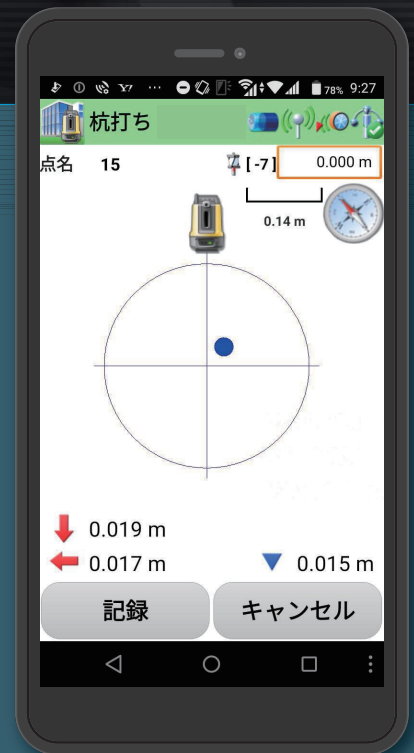 Y! ... 78% 9:27
杭打ち
点名 15 [ -7 ] 0.000 m
0.14 m
0.019 m
0.017 m 0.015 m
記録 キャンセル